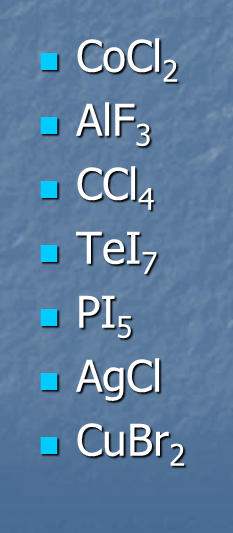 CoCl₂
AlF₃
CCl₄
TeI₇
PI₅
AgCl
CuBr₂